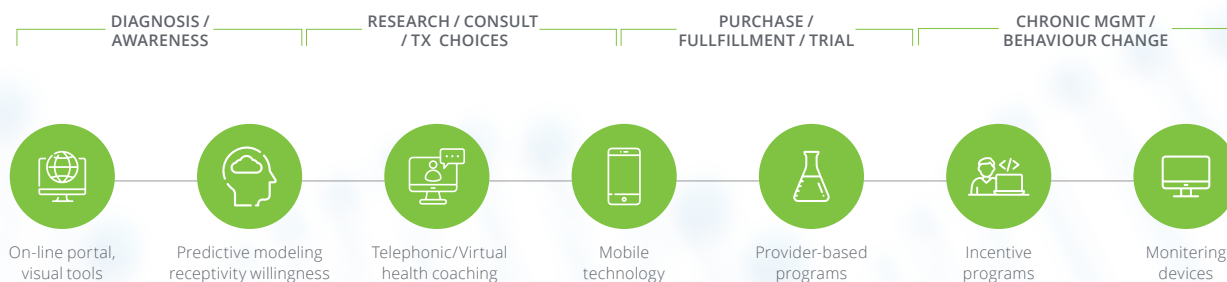 DIAGNOSIS /
AWARENESS
RESEARCH / CONSULT
/ TX CHOICES
PURCHASE /
FULLFILLMENT / TRIAL
CHRONIC MGMT /
BEHAVIOUR CHANGE
On-line portal,
visual tools
Predictive modeling
receptivity willingness
Telephonic/Virtual
health coaching
Mobile
technology
Provider-based
programs
Incentive
programs
Monitering
devices